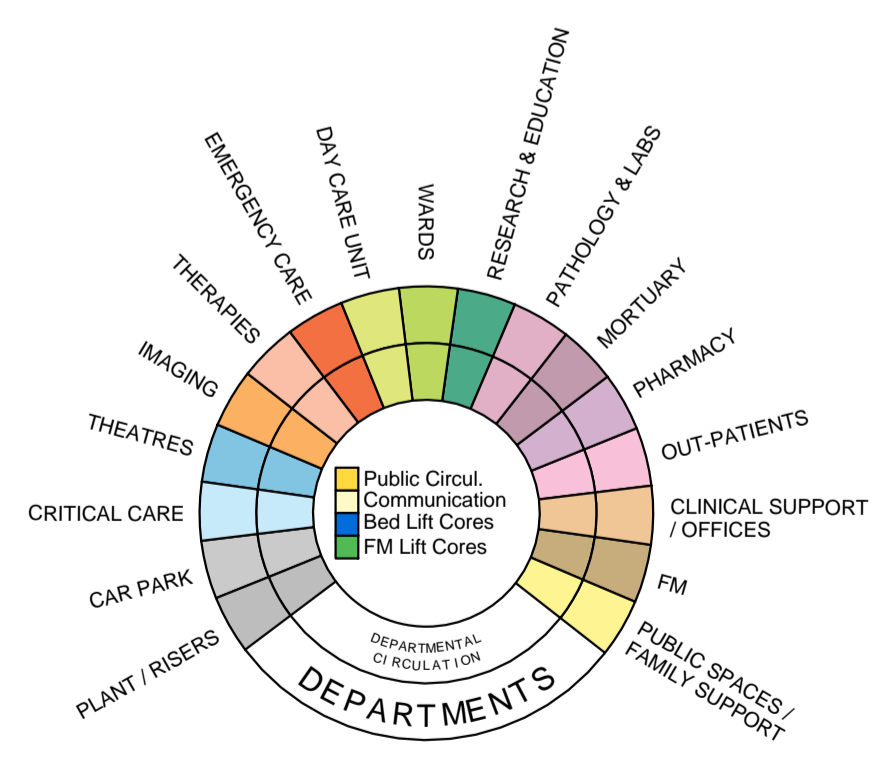 RESEARCH & EDUCATION
PATHOLOGY & LABS
DAY CARE UNIT
EMERGENCY CARE
WARDS
THERAPIES
MORTUARY
IMAGING
PHARMACY
THEATRES
OUT-PATIENTS
CRITICAL CARE
CLINICAL SUPPORT
/ OFFICES
CAR PARK
FM
PLANT / RISERS
PUBLIC SPACES /
FAMILY SUPPORT
Public Circul.
Communication
Bed Lift Cores
FM Lift Cores
DEPARTMENTAL
CIRCULATION
DEPARTMENTS